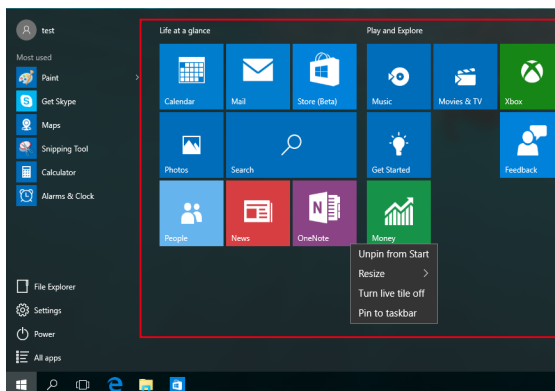 test
Life at a glance
Play and Explore
Most used
Paint
Get Skype
Maps
Snipping Tool
Calculator
Alarms & Clock
File Explorer
Settings
Power
All apps
Calendar
Mail
Store (Beta)
Music
Movies & TV
Xbox
Photos
Search
Get Started
Feedback
People
News
OneNote
Money
Unpin from Start
Resize
Turn live tile off
Pin to taskbar